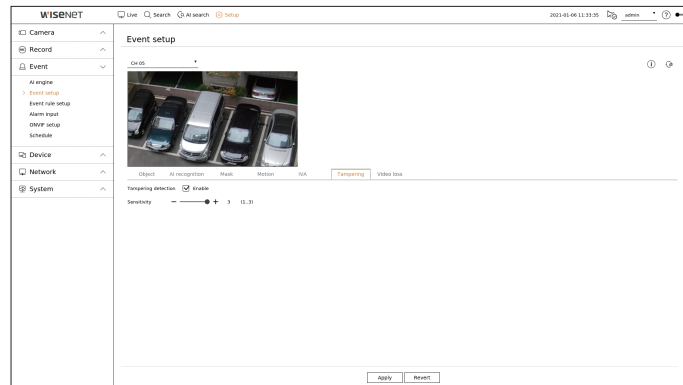 WISENET
Live Search AI search Setup
2021-01-06 11:33:35 admin
Camera
Record
Event
AI engine
Event setup
Event rule setup
Alarm input
ONVIF setup
Schedule
Device
Network
System
Event setup
CH 05
Object AI recognition Mask Motion IVA Tampiring Video loss
Tampering detection Enable
Sensitivity 3 (1..3)
Apply Revert